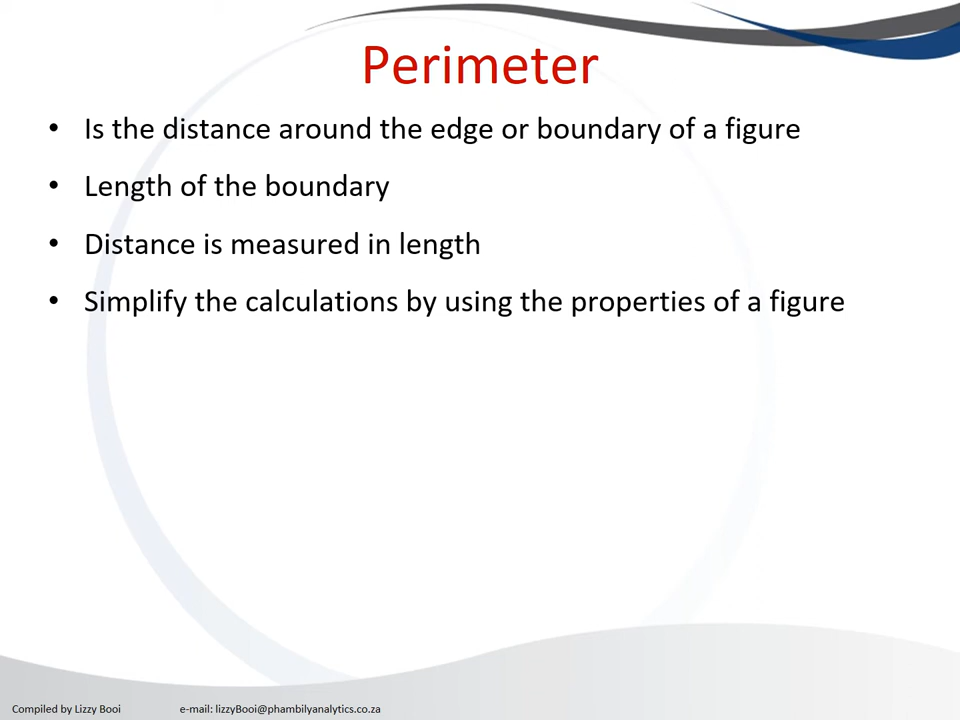 Perimeter
• Is the distance around the edge or boundary of a figure
• Length of the boundary
• Distance is measured in length
• Simplify the calculations by using the properties of a figure
Compiled by Lizzy Booi e-mail: lizzyBooi@phambilyanalytics.co.za